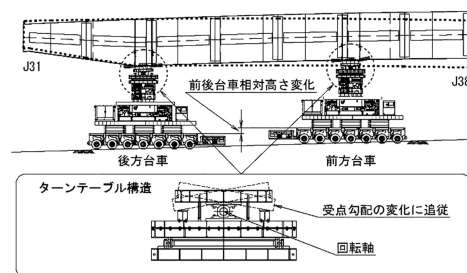 J31
J38
前後台車相対高さ変化
後方台車
前方台車
ターンテーブル構造
受点勾配の変化に追従
回転軸